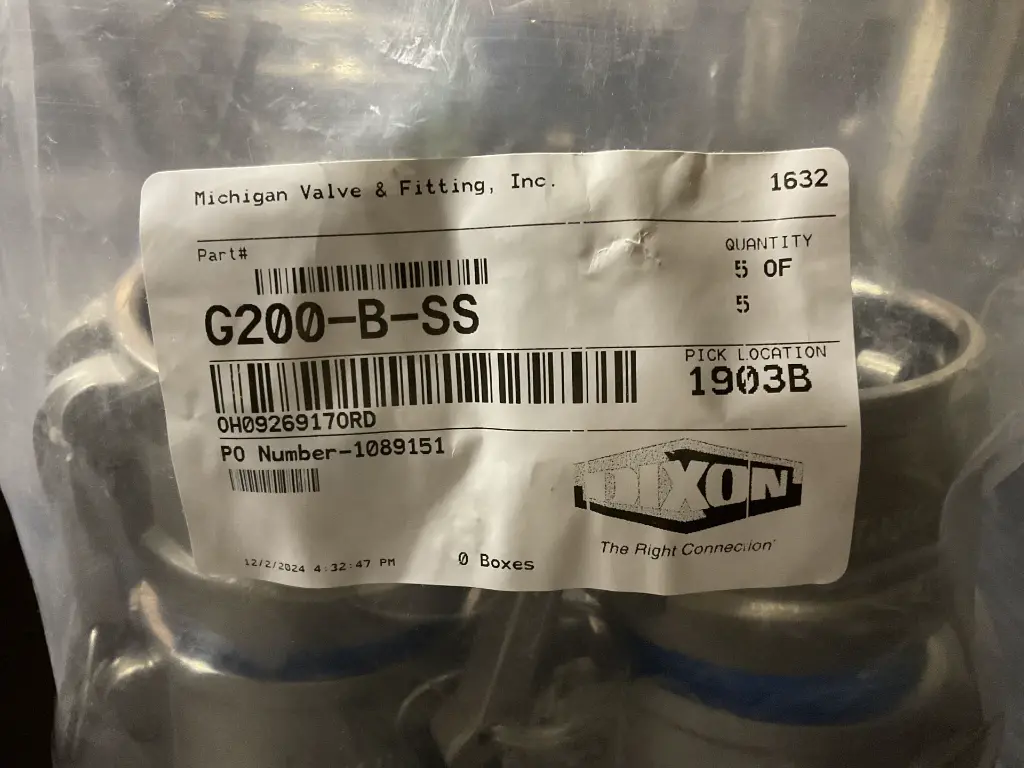 Michigan Valve & Fitting, Inc.
1632
Part#
QUANTITY
5 OF
5
G200-B-SS
PICK LOCATION
1903B
OH0926917ORD
PO Number-1089151
DIXON
The Right Connection
12/2/2024 4:32:47 PM
0 Boxes